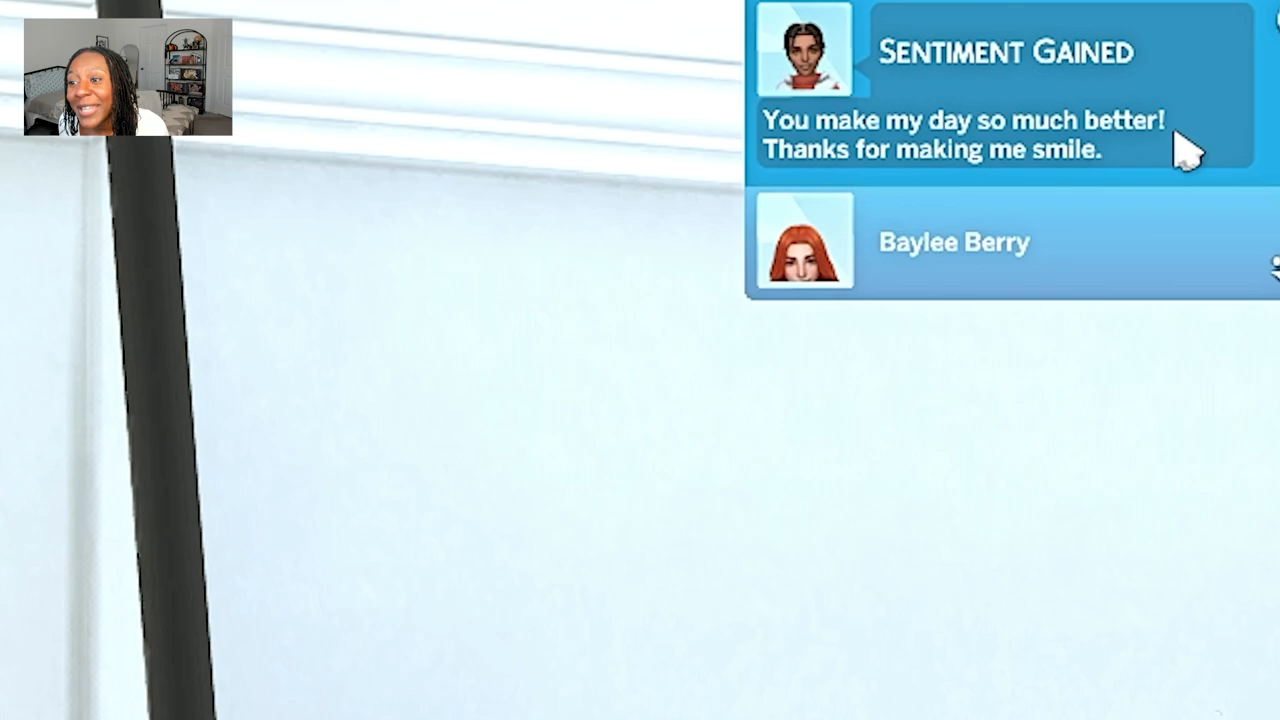 SENTIMENT GAINED
You make my day so much better!
Thanks for making me smile.
Baylee Berry